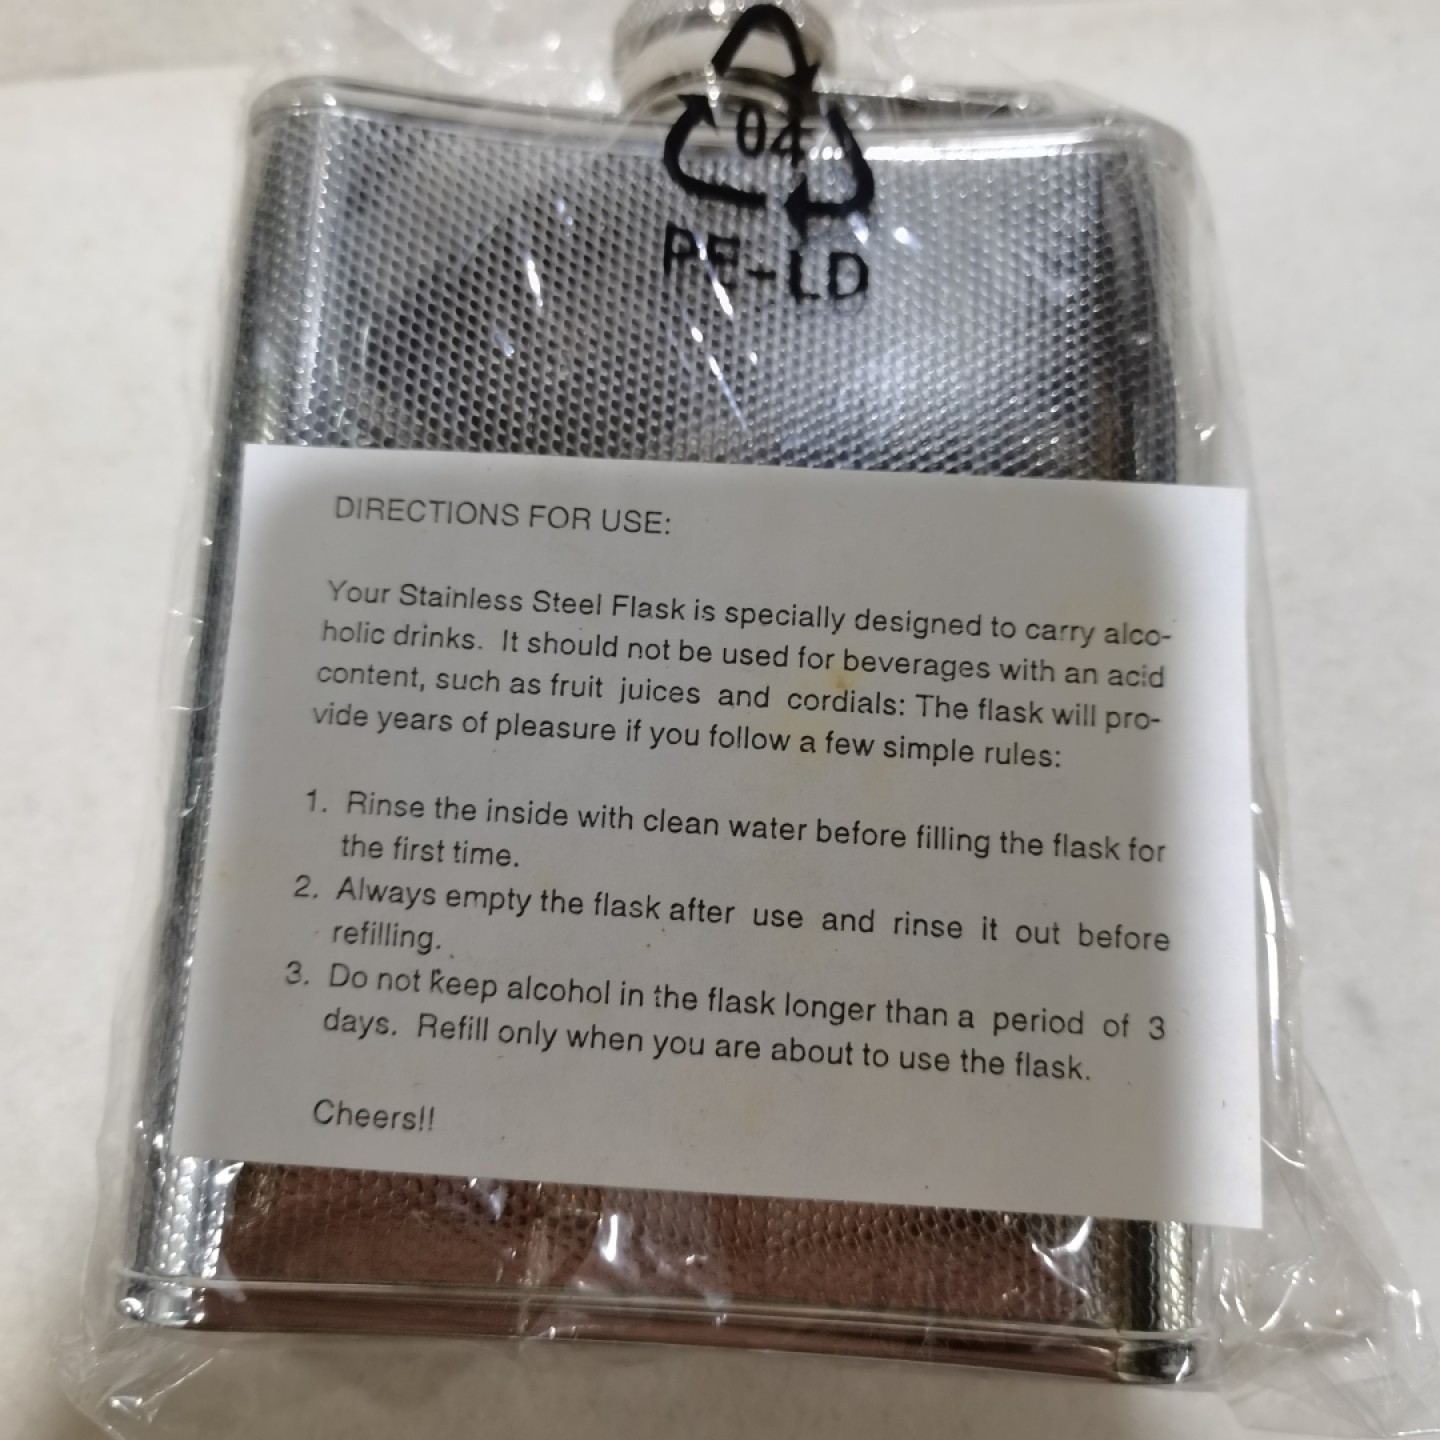 04
PE-LD
DIRECTIONS FOR USE:
Your Stainless Steel Flask is specially designed to carry alco-
holic drinks. It should not be used for beverages with an acid
content, such as fruit juices and cordials: The flask will pro-
vide years of pleasure if you follow a few simple rules:
1. Rinse the inside with clean water before filling the flask for
the first time.
2. Always empty the flask after use and rinse it out before
refilling.
3. Do not keep alcohol in the flask longer than a period of 3
days. Refill only when you are about to use the flask.
Cheers!!